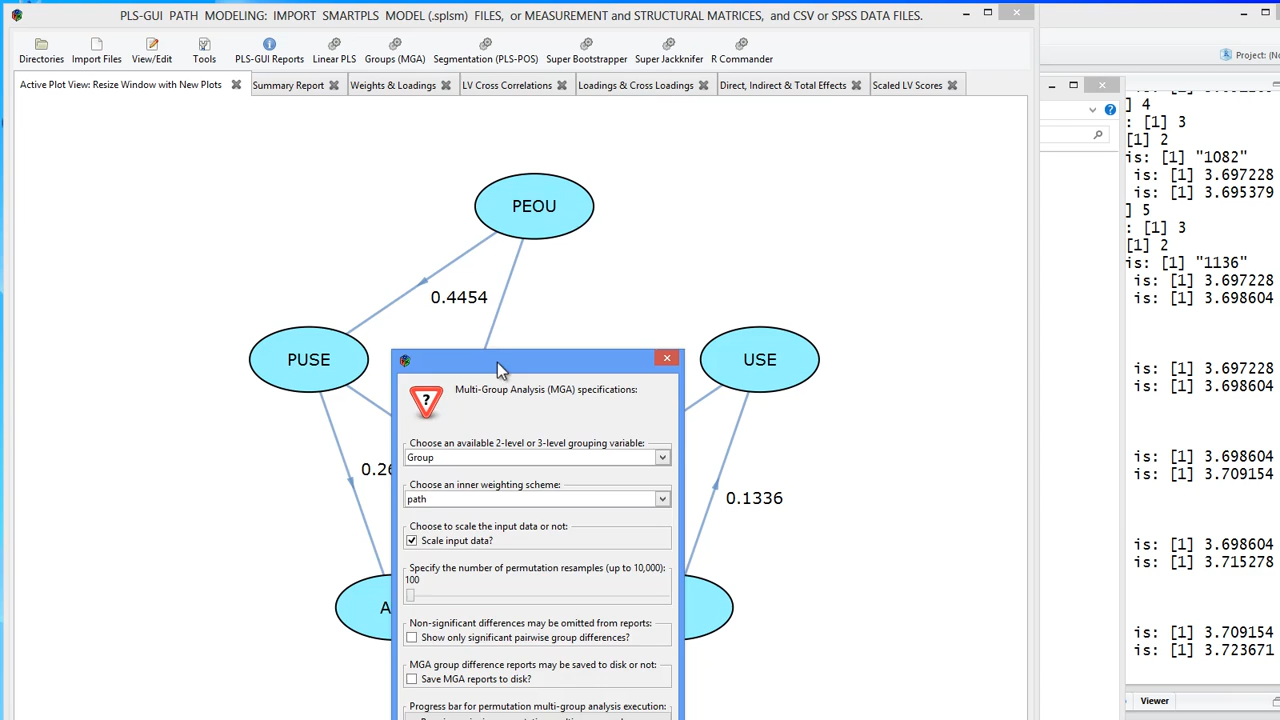 PLS-GUI PATH MODELING: IMPORT SMARTPLS MODEL (.splsm) FILES, or MEASUREMENT and STRUCTURAL MATRICES, and CSV or SPSS DATA FILES.
Directories Import Files View/Edit Tools PLS-GUI Reports Linear PLS Groups (MGA) Segmentation (PLS-POS) Super Bootstrapper Super Jackknifer R Commander
Project: (No
Active Plot View: Resize Window with New Plots Summary Report Weights & Loadings LV Cross Correlations Loadings & Cross Loadings Direct, Indirect & Total Effects Scaled LV Scores
PEOU
0.4454
PUSE
USE
0.26
0.1336
A
Multi-Group Analysis (MGA) specifications:
Choose an available 2-level or 3-level grouping variable:
Group
Choose an inner weighting scheme:
path
Choose to scale the input data or not:
Scale input data?
Specify the number of permutation resamples (up to 10,000):
100
Non-significant differences may be omitted from reports:
Show only significant pairwise group differences?
MGA group difference reports may be saved to disk or not:
Save MGA reports to disk?
Progress bar for permutation multi-group analysis execution:
] 4
: [1] 3
[1] 2
is: [1] "1082"
is: [1] 3.697228
is: [1] 3.695379
] 5
: [1] 3
[1] 2
is: [1] "1136"
is: [1] 3.697228
is: [1] 3.698604
is: [1] 3.697228
is: [1] 3.698604
is: [1] 3.698604
is: [1] 3.709154
is: [1] 3.698604
is: [1] 3.715278
is: [1] 3.709154
is: [1] 3.723671
Viewer